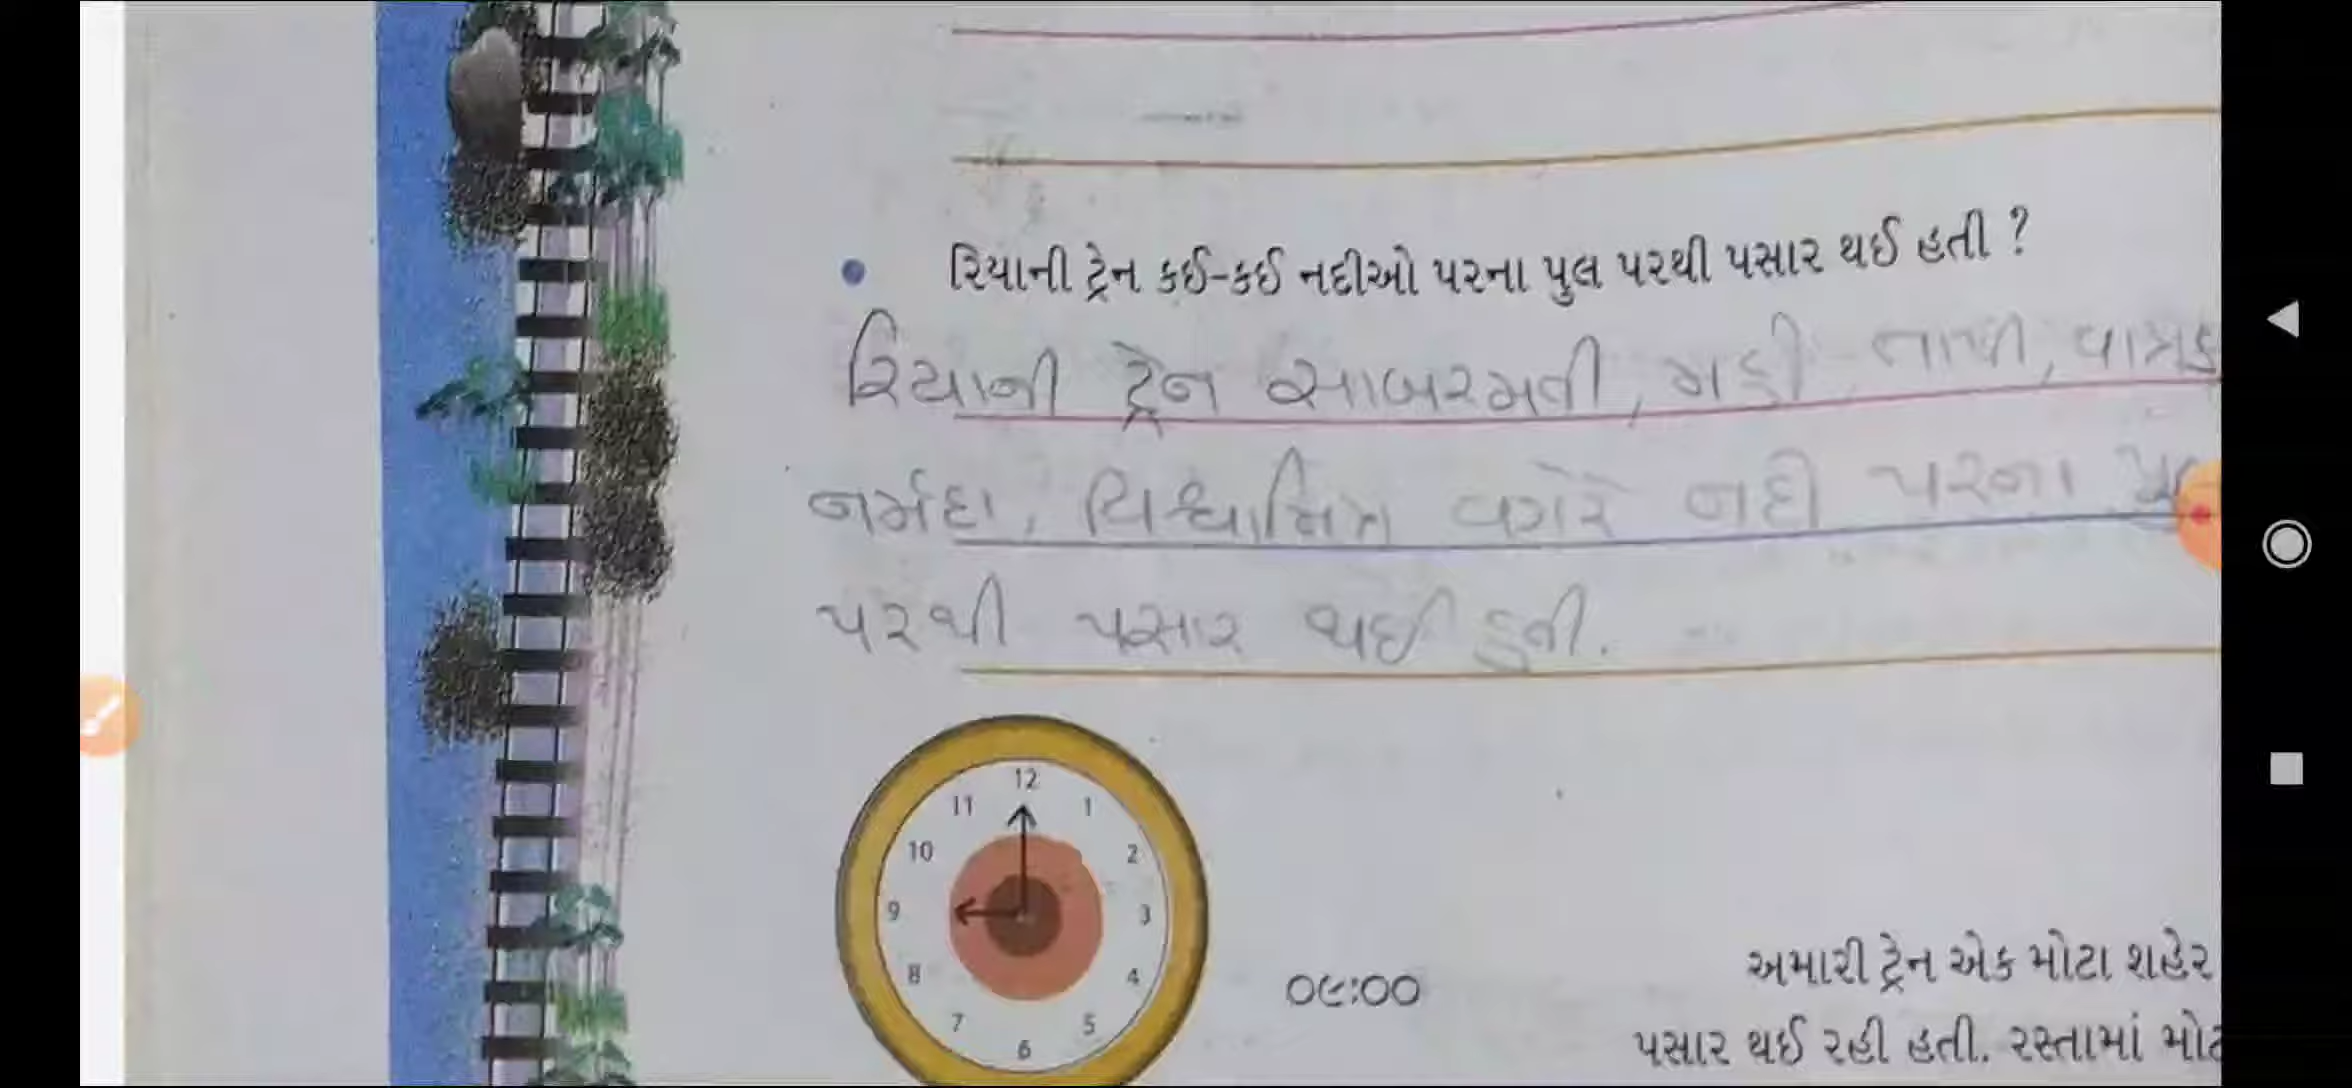 રિયાની ટ્રેન કઈ-કઈ નદીઓ પરના પુલ પરથી પસાર થઈ હતી ?
રિયાની ટ્રેન સાબરમતી, મહી તાપી, વાત્રક
નર્મદા, વિશ્વામિત્ર વગેરે નદી પરના
પરથી પસાર થઈ હતી.
12
11 1
10 2
9 3
8 4
7 5
6
૦૯:૦૦
અમારી ટ્રેન એક મોટા શહેર
પસાર થઈ રહી હતી. રસ્તામાં